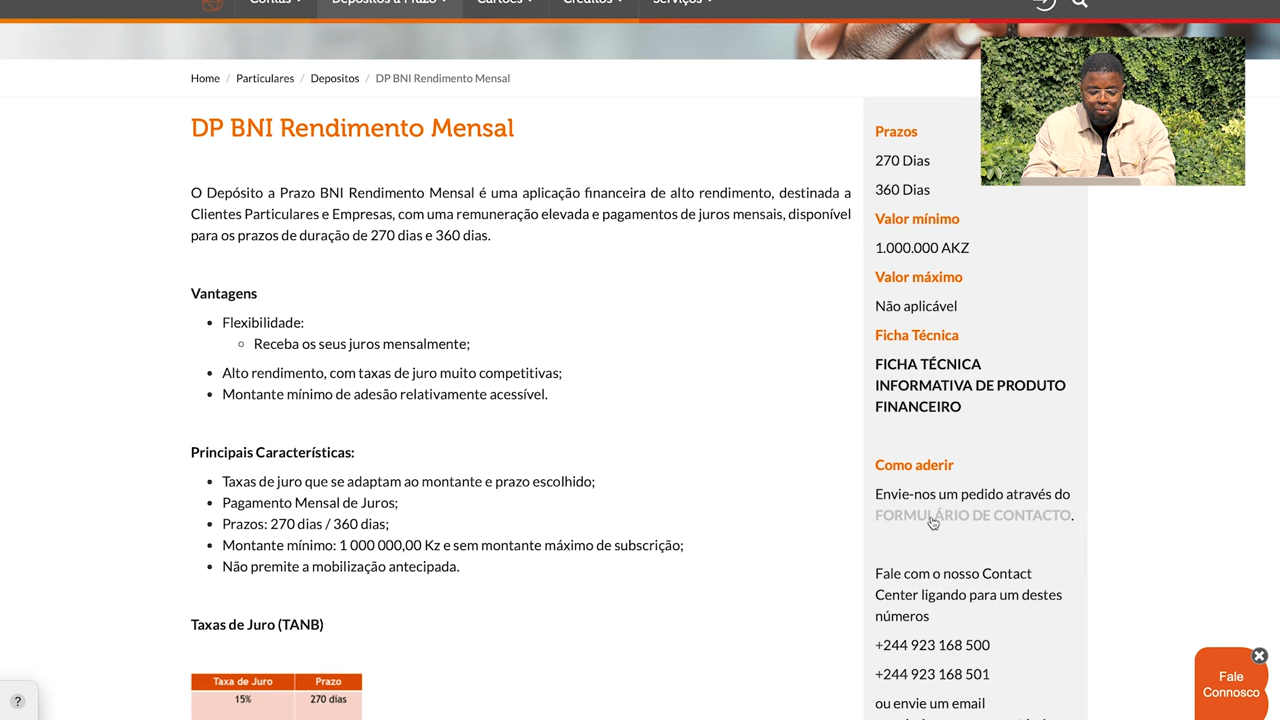 Contas
Depósitos a Prazo
Cartões
Créditos
Serviços
Home / Particulares / Depositos / DP BNI Rendimento Mensal
DP BNI Rendimento Mensal
O Depósito a Prazo BNI Rendimento Mensal é uma aplicação financeira de alto rendimento, destinada a
Clientes Particulares e Empresas, com uma remuneração elevada e pagamentos de juros mensais, disponível
para os prazos de duração de 270 dias e 360 dias.
Vantagens
Flexibilidade:
Receba os seus juros mensalmente;
Alto rendimento, com taxas de juro muito competitivas;
Montante mínimo de adesão relativamente acessível.
Principais Características:
Taxas de juro que se adaptam ao montante e prazo escolhido;
Pagamento Mensal de Juros;
Prazos: 270 dias / 360 dias;
Montante mínimo: 1 000 000,00 Kz e sem montante máximo de subscrição;
Não premite a mobilização antecipada.
Taxas de Juro (TANB)
Taxa de Juro Prazo
15% 270 dias
Prazos
270 Dias
360 Dias
Valor mínimo
1.000.000 AKZ
Valor máximo
Não aplicável
Ficha Técnica
FICHA TÉCNICA
INFORMATIVA DE PRODUTO
FINANCEIRO
Como aderir
Envie-nos um pedido através do
FORMULÁRIO DE CONTACTO.
Fale com o nosso Contact
Center ligando para um destes
números
+244 923 168 500
+244 923 168 501
ou envie um email
Fale
Connosco
?